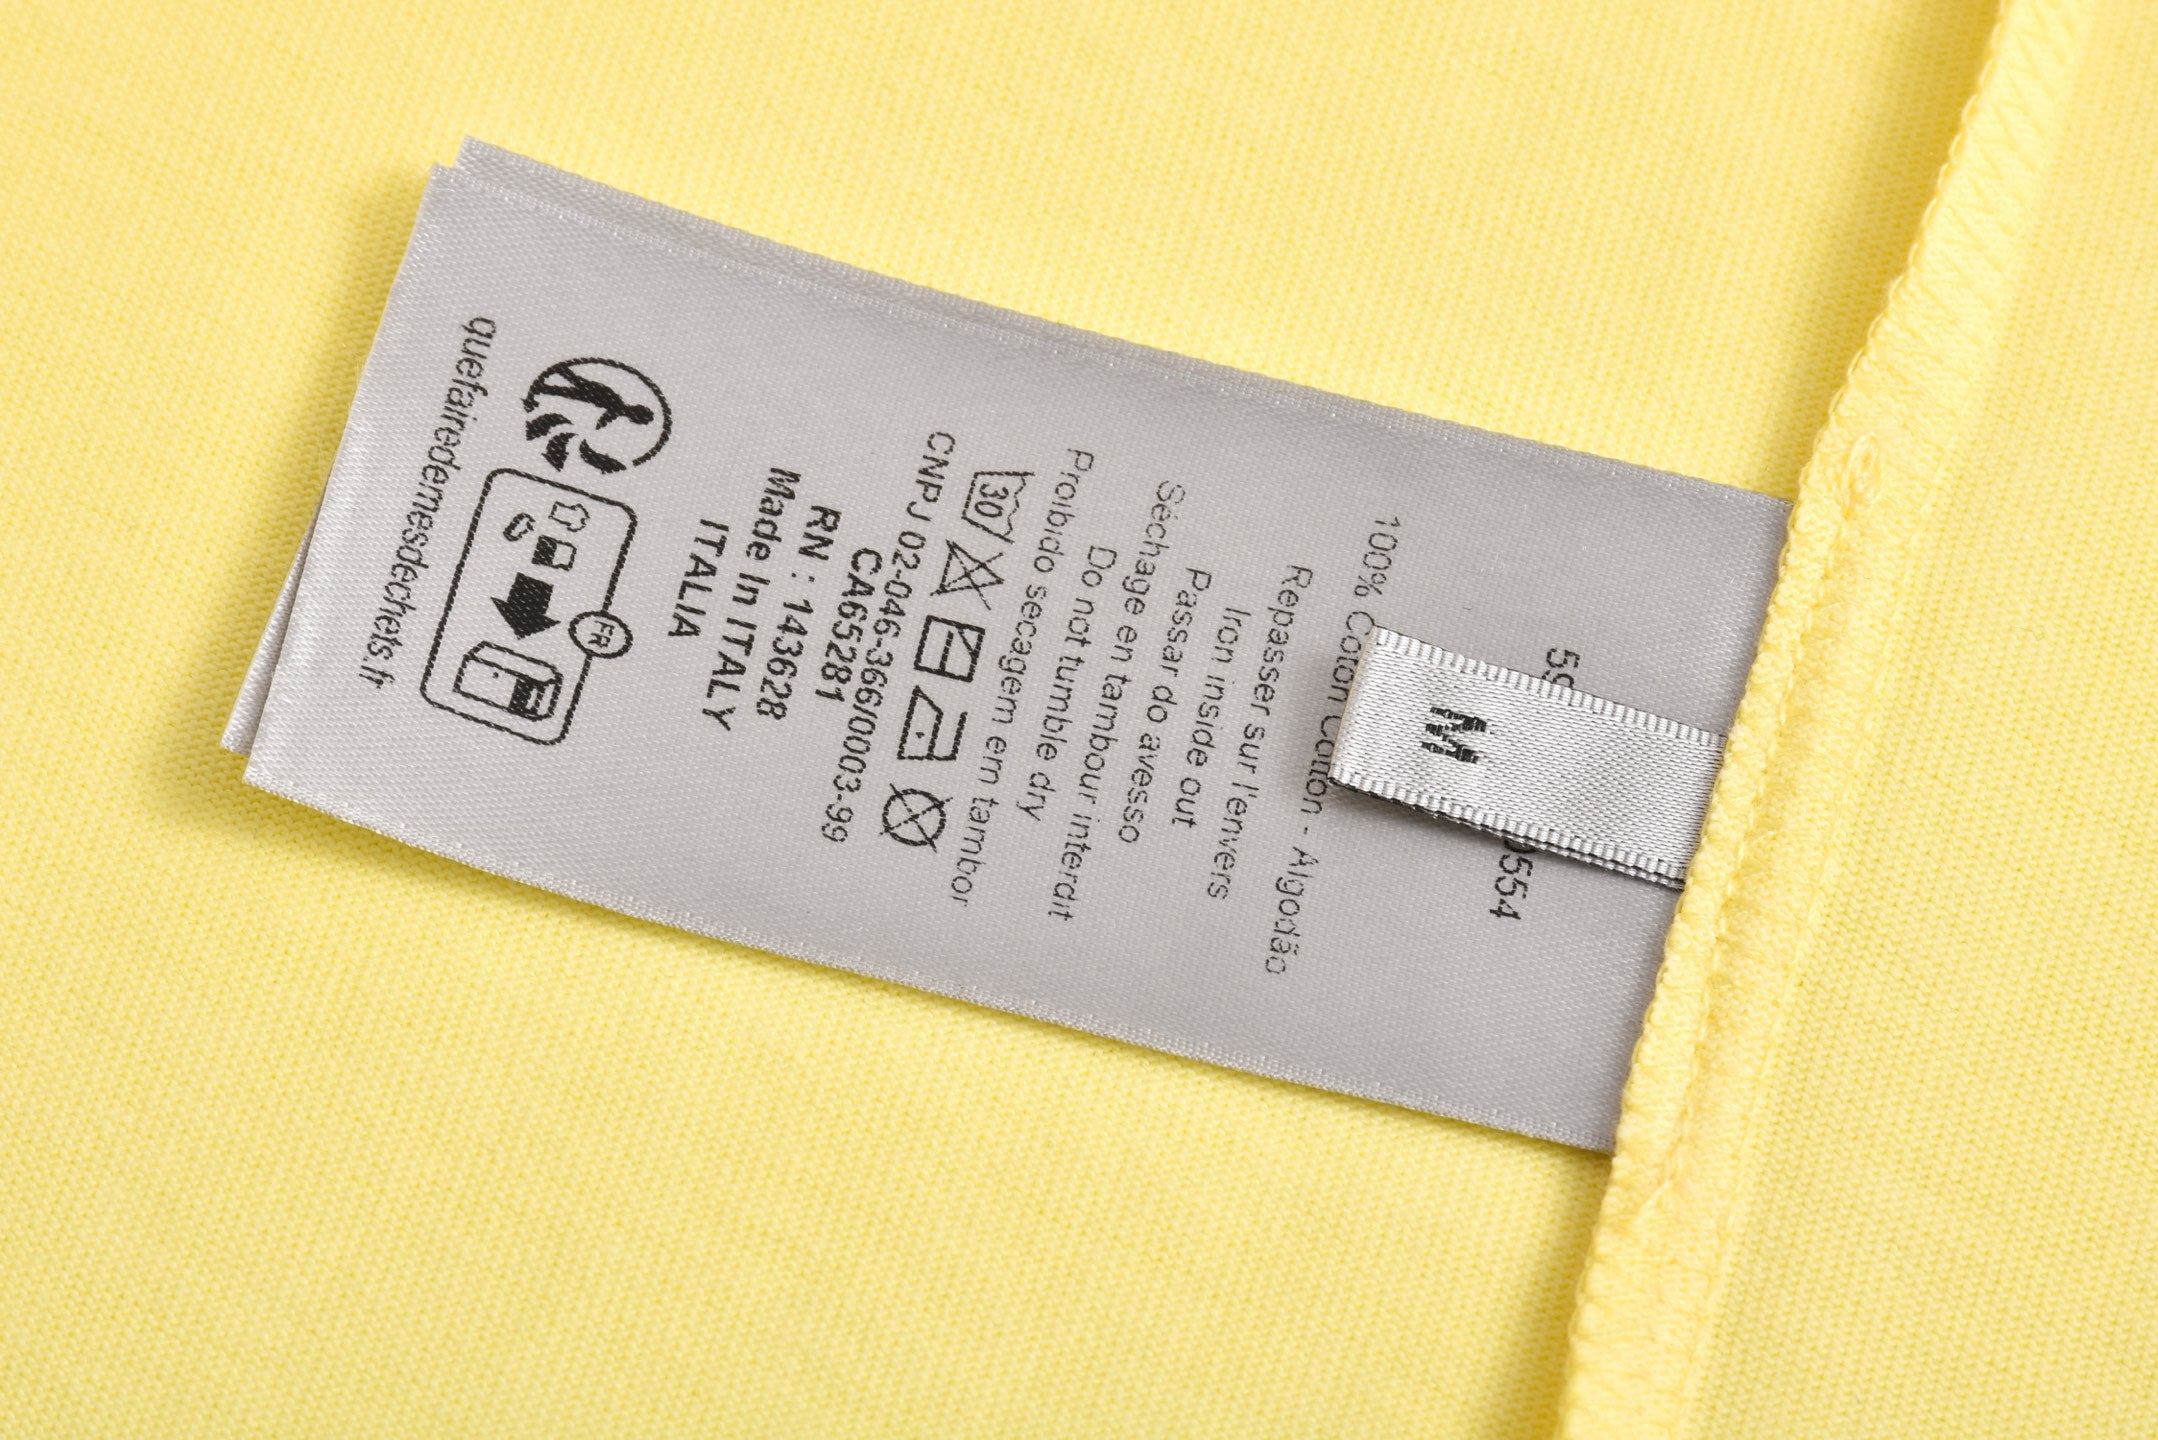 M
100% Coton Cotton - Algodão
Repasser sur l'envers
Iron inside out
Passar do avesso
Séchage en tambour interdit
Do not tumble dry
Proibido secagem em tambor
30
CNPJ 02-046-366/0003-99
CA65281
RN : 143628
Made In ITALY
ITALIA
FR
quefairedemesdechets.fr